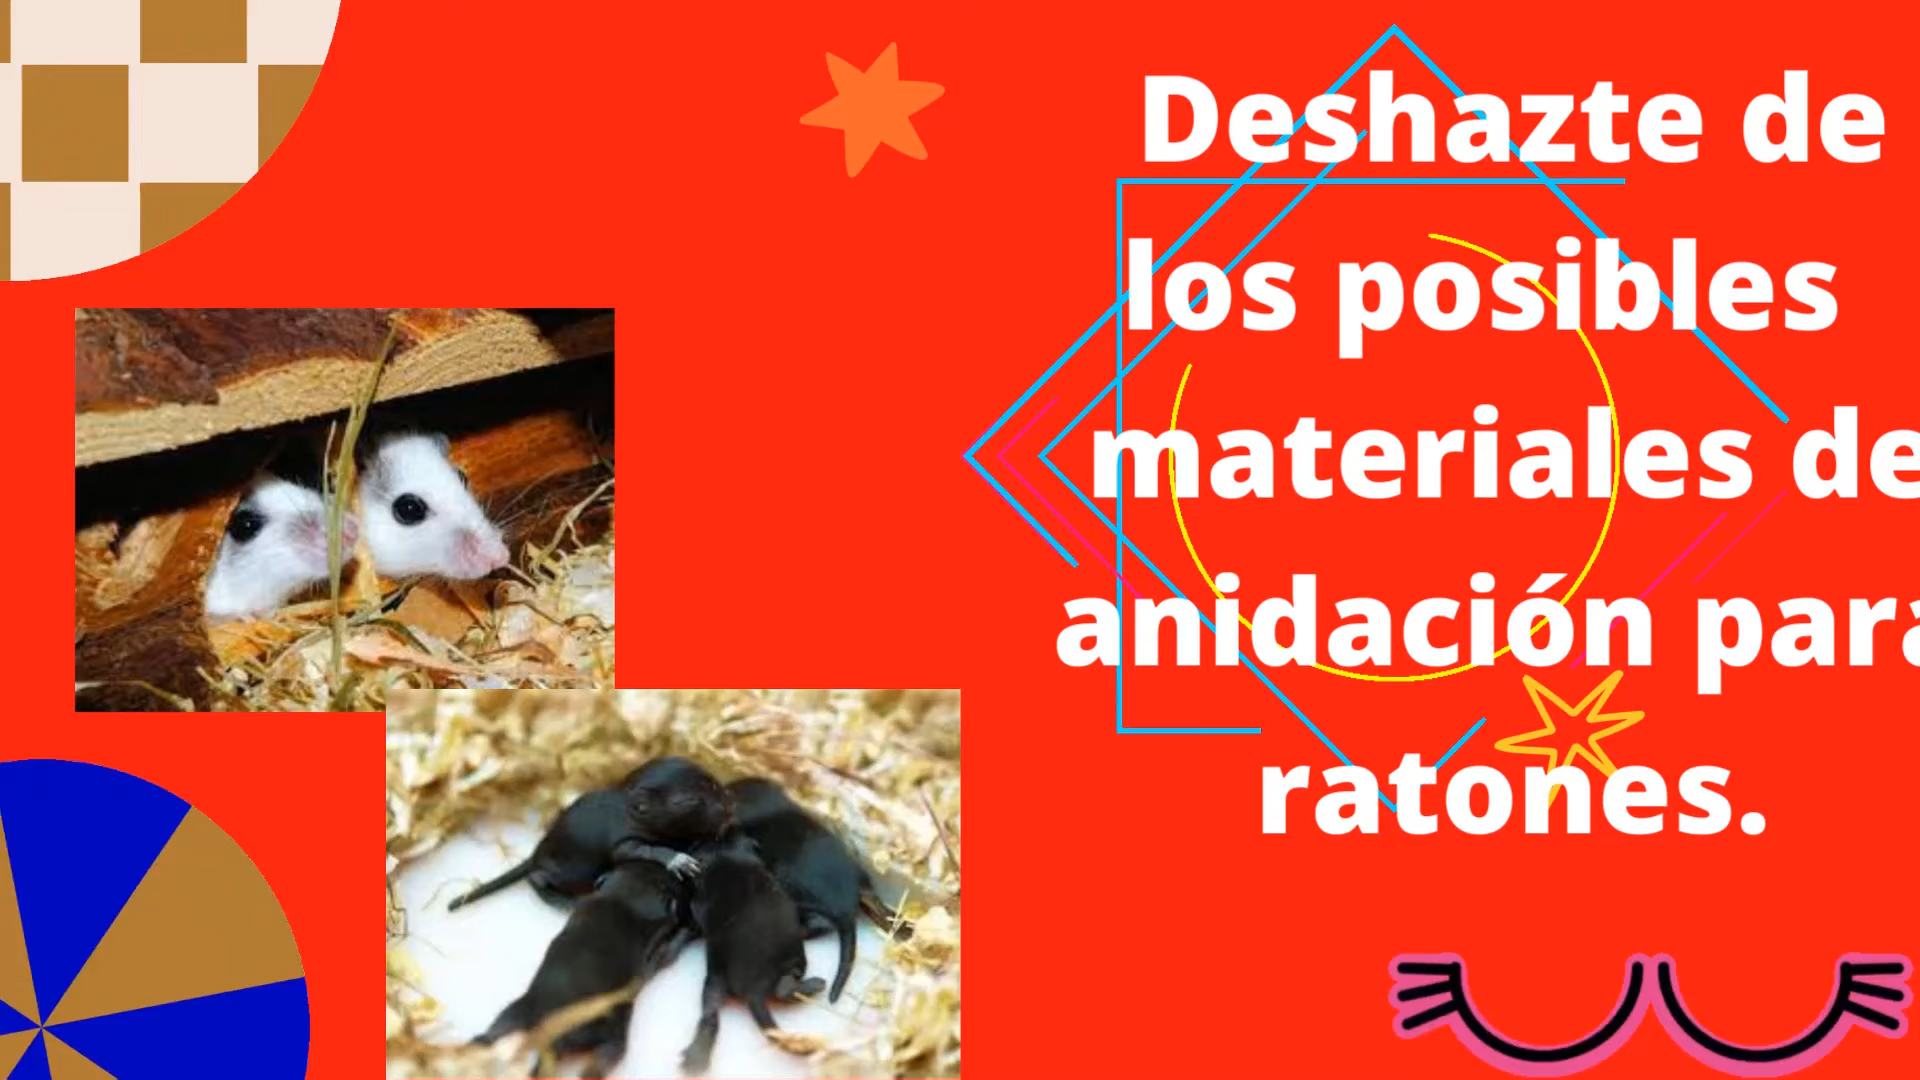 Deshazte de
los posibles
materiales de
anidación para
ratones.